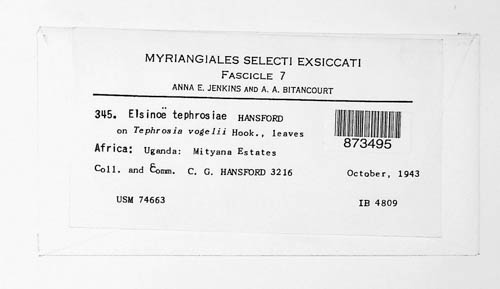 MYRIANGIALES SELECTI EXSICCATI
FASCICLE 7
ANNA E. JENKINS AND A. A. BITANCOURT
345. Elsinoë tephrosiae HANSFORD
on Tephrosia vogelii Hook., leaves
873495
Africa: Uganda: Mityana Estates
Coll. and Comm. C. G. HANSFORD 3216 October, 1943
USM 74663 IB 4809